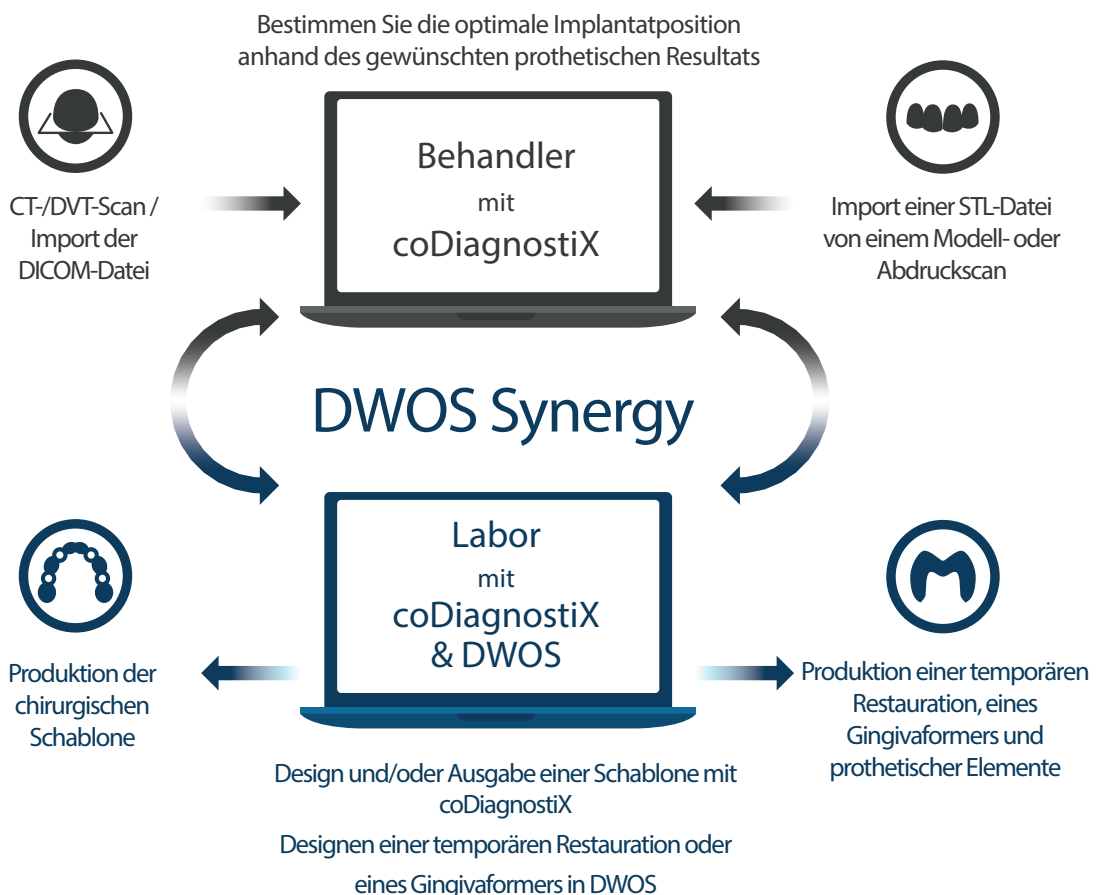 Bestimmen Sie die optimale Implantatposition
anhand des gewünschten prothetischen Resultats
CT-/DVT-Scan /
Import der
DICOM-Datei
Behandler
mit
coDiagnostiX
Import einer STL-Datei
von einem Modell- oder
Abdruckscan
DWOS Synergy
Labor
mit
coDiagnostiX
& DWOS
Produktion der
chirurgischen
Schablone
Produktion einer temporären
Restauration, eines
Gingivaformers und
prothetischer Elemente
Design und/oder Ausgabe einer Schablone mit
coDiagnostiX
Designen einer temporären Restauration oder
eines Gingivaformers in DWOS